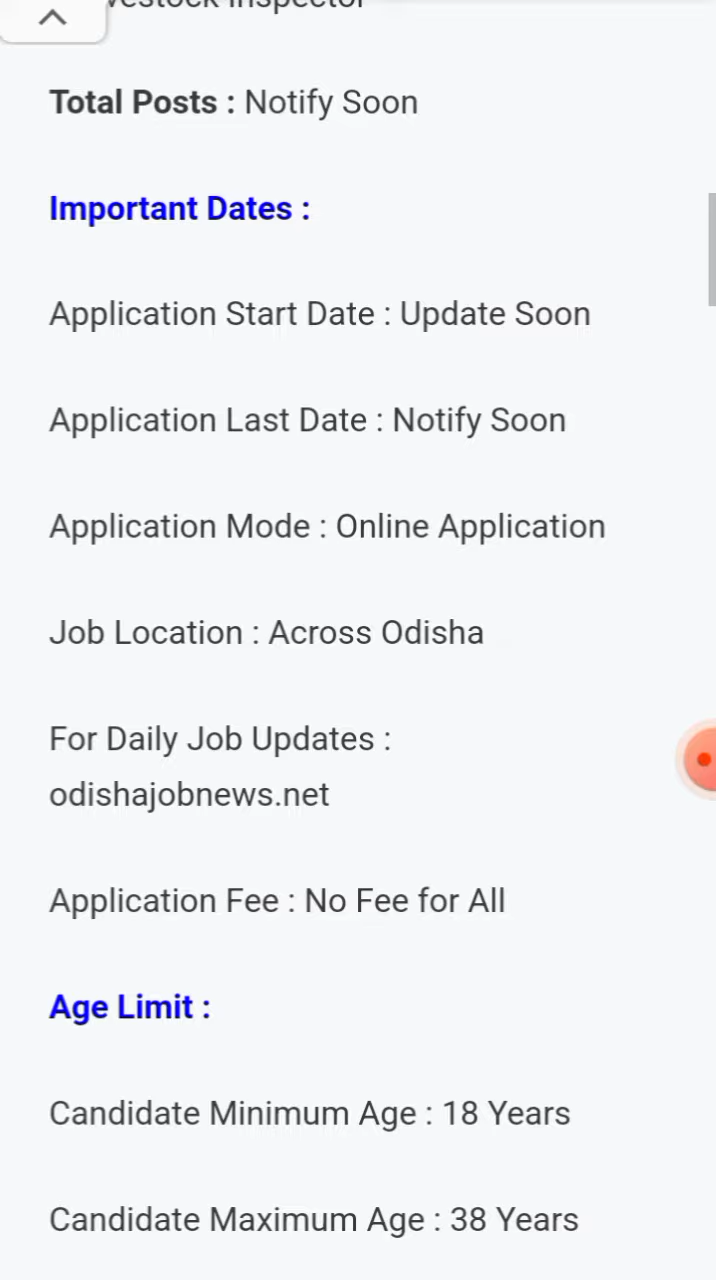 Inspector
Total Posts : Notify Soon
Important Dates :
Application Start Date : Update Soon
Application Last Date : Notify Soon
Application Mode : Online Application
Job Location : Across Odisha
For Daily Job Updates :
odishajobnews.net
Application Fee : No Fee for All
Age Limit :
Candidate Minimum Age : 18 Years
Candidate Maximum Age : 38 Years